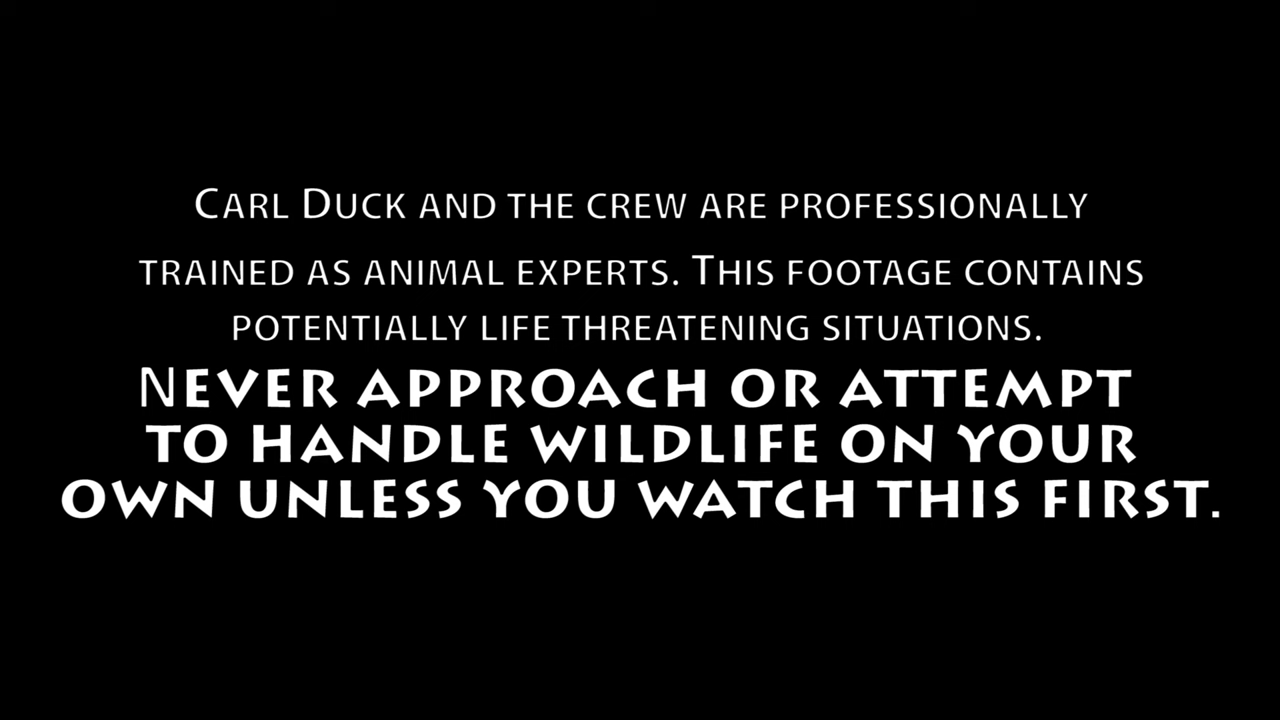 Carl Duck and the crew are professionally
trained as animal experts. This footage contains
potentially life threatening situations.
Never approach or attempt
to handle wildlife on your
own unless you watch this first.